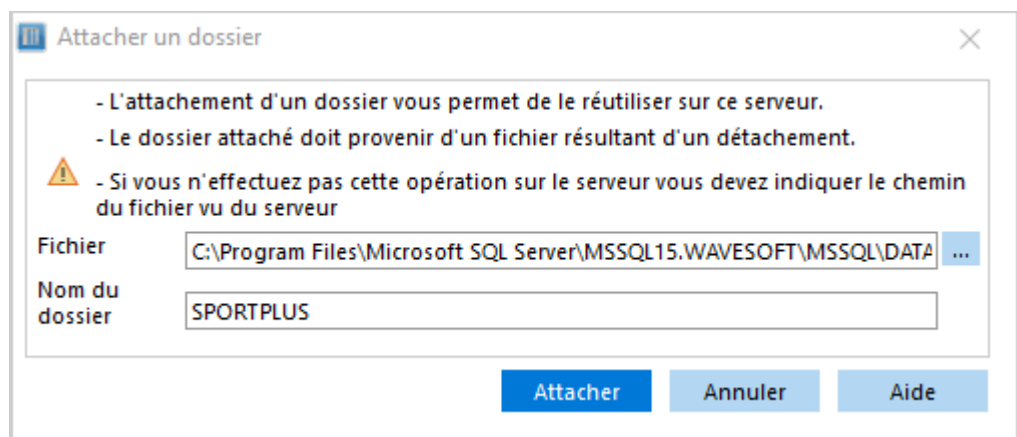 Attacher un dossier
- L'attachement d'un dossier vous permet de le réutiliser sur ce serveur.
- Le dossier attaché doit provenir d'un fichier résultant d'un détachement.
- Si vous n'effectuez pas cette opération sur le serveur vous devez indiquer le chemin
du fichier vu du serveur
Fichier
C:\Program Files\Microsoft SQL Server\MSSQL15.WAVESOFT\MSSQL\DATA
...
Nom du
dossier
SPORTPLUS
Attacher Annuler Aide